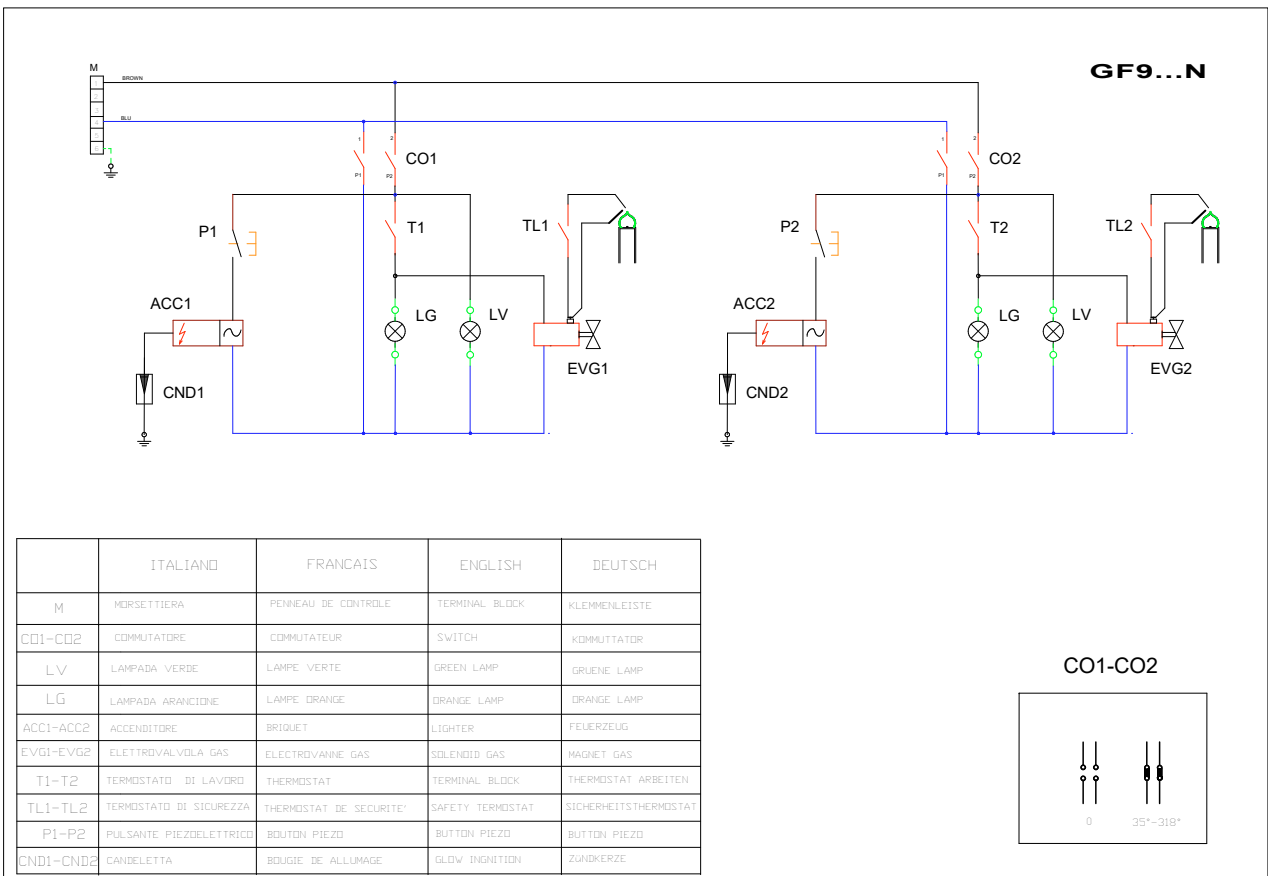 GF9...N
M
BROWN
1
2
3
BLU
4
5
6
1 2
CO1
P1 P2
1 2
CO2
P1 P2
P1
T1
TL1
P2
T2
TL2
ACC1
LG
LV
ACC2
LG
LV
EVG1
EVG2
CND1
CND2
ITALIANO FRANCAIS ENGLISH DEUTSCH
M MORSETTIERA PENNEAU DE CONTROLE TERMINAL BLOCK KLEMMENLEISTE
CO1-CO2 COMMUTATORE COMMUTATEUR SWITCH KOMMUTTATOR
LV LAMPADA VERDE LAMPE VERTE GREEN LAMP GRUENE LAMP
LG LAMPADA ARANCIONE LAMPE ORANGE ORANGE LAMP ORANGE LAMP
ACC1-ACC2 ACCENDITORE BRIQUET LIGHTER FEUERZEUG
EVG1-EVG2 ELETTROVALVOLA GAS ELECTROVANNE GAS SOLENOID GAS MAGNET GAS
T1-T2 TERMOSTATO DI LAVORO THERMOSTAT TERMINAL BLOCK THERMOSTAT ARBEITEN
TL1-TL2 TERMOSTATO DI SICUREZZA THERMOSTAT DE SECURITE' SAFETY TERMOSTAT SICHERHEITSTHERMOSTAT
P1-P2 PULSANTE PIEZOELETTRICO BOUTON PIEZO BUTTON PIEZO BUTTON PIEZO
CND1-CND2 CANDELETTA BOUGIE DE ALLUMAGE GLOW INGNITION ZüNDKERZE
CO1-CO2
0 35°-318°